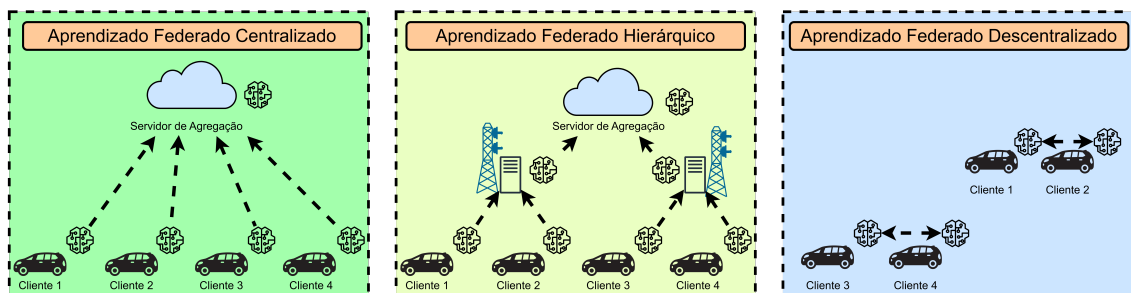 Aprendizado Federado Centralizado
Servidor de Agregação
Cliente 1
Cliente 2
Cliente 3
Cliente 4
Aprendizado Federado Hierárquico
Servidor de Agregação
Cliente 1
Cliente 2
Cliente 3
Cliente 4
Aprendizado Federado Descentralizado
Cliente 1
Cliente 2
Cliente 3
Cliente 4